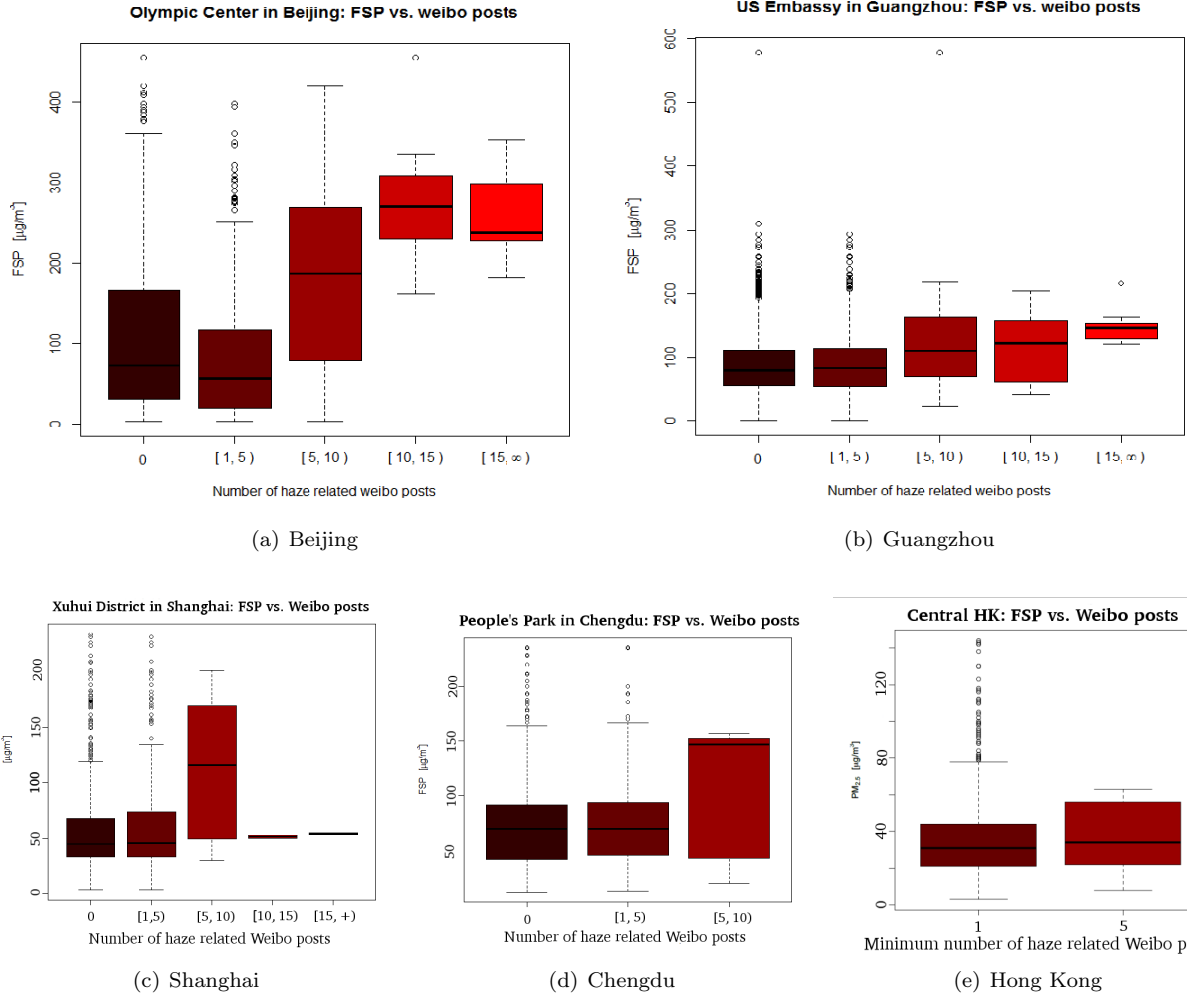 Olympic Center in Beijing: FSP vs. weibo posts
FSP [µg/m³]
400
300
200
100
0
0 [1, 5) [5, 10) [10, 15) [15, ∞)
Number of haze related weibo posts
(a) Beijing
US Embassy in Guangzhou: FSP vs. weibo posts
FSP [µg/m³]
600
500
400
300
200
100
0
0 [1, 5) [5, 10) [10, 15) [15, ∞)
Number of haze related weibo posts
(b) Guangzhou
Xuhui District in Shanghai: FSP vs. Weibo posts
[µg/m³]
200
150
100
50
0
0 [1,5) [5, 10) [10, 15) [15, +)
Number of haze related Weibo posts
(c) Shanghai
People's Park in Chengdu: FSP vs. Weibo posts
FSP [µg/m³]
200
150
100
50
0 [1, 5) [5, 10)
Number of haze related Weibo posts
(d) Chengdu
Central HK: FSP vs. Weibo posts
PM2.5 [µg/m³]
120
80
40
0
1 5
Minimum number of haze related Weibo p
(e) Hong Kong